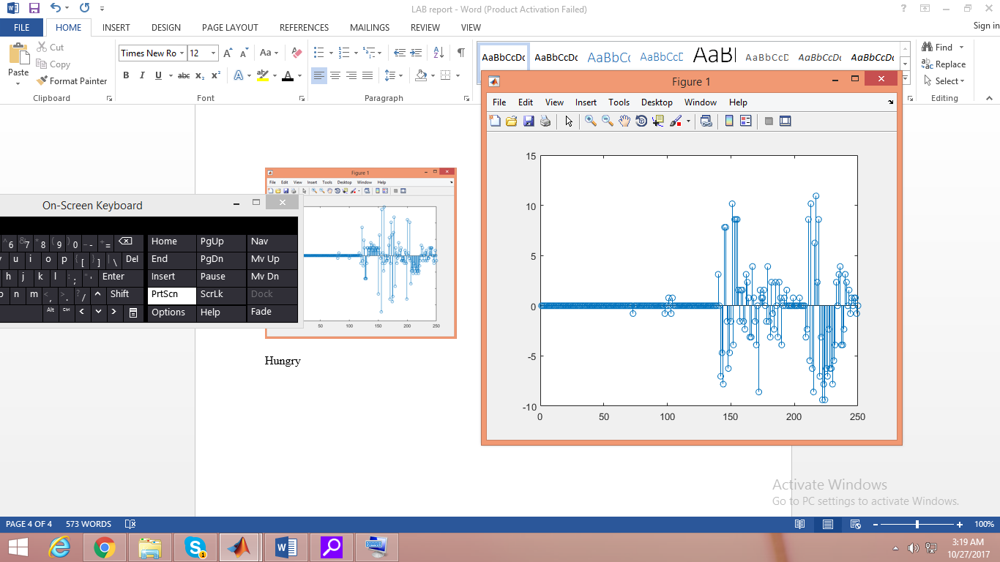 LAB report - Word (Product Activation Failed)
FILE HOME INSERT DESIGN PAGE LAYOUT REFERENCES MAILINGS REVIEW VIEW Sign in
Paste
Cut
Copy
Format Painter
Clipboard
Times New Ro 12
Aa
B I U abc x₂ x²
Font
Paragraph
AaBbCcDc AaBbCcDc AaBbCc AaBbCcD AaBl AaBbCcD AaBbCcDc AaBbCcDc
Find
Replace
Select
Editing
Figure 1
File Edit View Insert Tools Desktop Window Help
15
10
5
0
-5
-10
0 50 100 150 200 250
Figure 1
File Edit View Insert Tools Desktop Window Help
50 100 150 200 250
On-Screen Keyboard
^6 &7 *8 (9 )0 _- += Home PgUp Nav
u i o p {[ }] |\ Del End PgDn Mv Up
h j k l :; "' Enter Insert Pause Mv Dn
n m <, >. ?/ ^ Shift PrtScn ScrLk Dock
Alt Ctrl Options Help Fade
Hungry
Activate Windows
Go to PC settings to activate Windows.
PAGE 4 OF 4 573 WORDS 100%
3:19 AM
10/27/2017